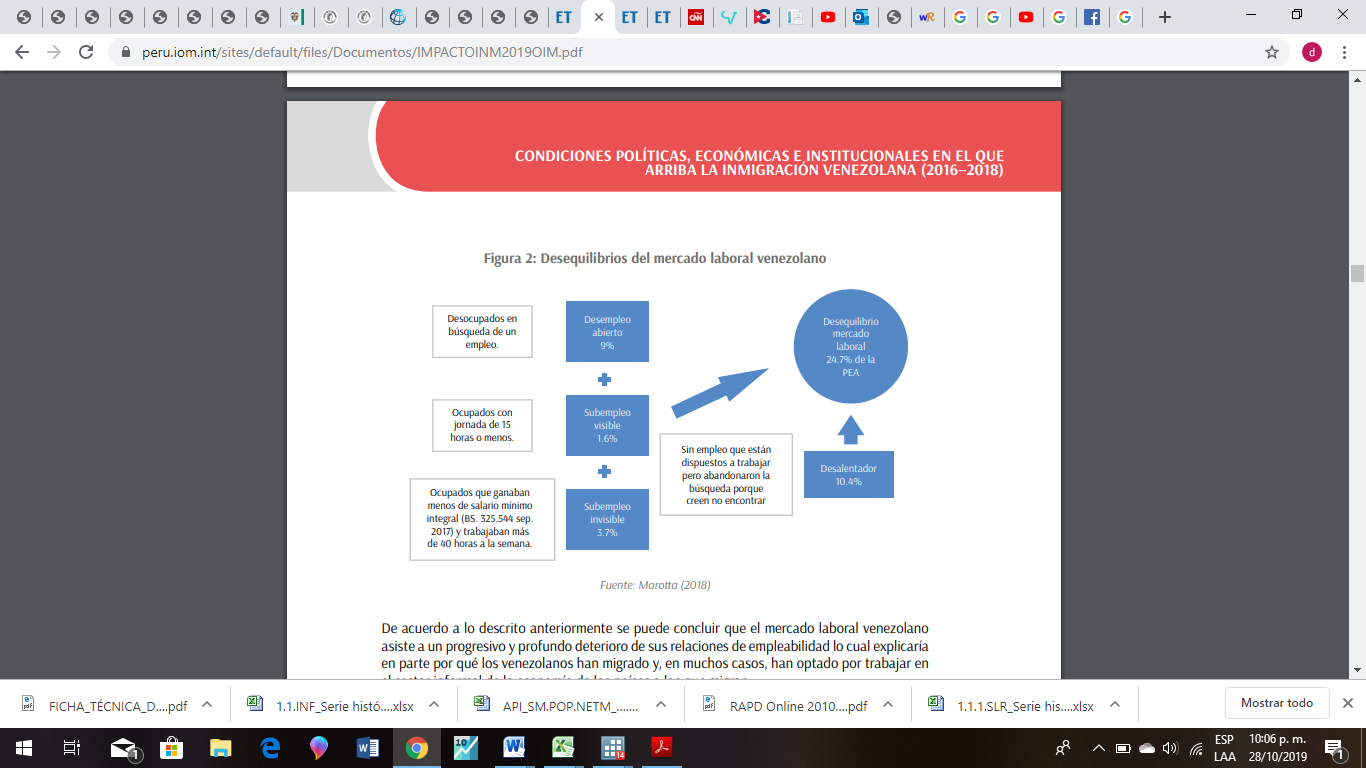 peru.iom.int/sites/default/files/Documentos/IMPACTOINM2019OIM.pdf
CONDICIONES POLÍTICAS, ECONÓMICAS E INSTITUCIONALES EN EL QUE
ARRIBA LA INMIGRACIÓN VENEZOLANA (2016–2018)
Figura 2: Desequilibrios del mercado laboral venezolano
Desocupados en
búsqueda de un
empleo.
Desempleo
abierto
9%
Desequilibrio
mercado
laboral
24.7% de la
PEA
Ocupados con
jornada de 15
horas o menos.
Subempleo
visible
1.6%
Sin empleo que están
dispuestos a trabajar
pero abandonaron la
búsqueda porque
creen no encontrar
Desalentador
10.4%
Ocupados que ganaban
menos de salario mínimo
integral (BS. 325.544 sep.
2017) y trabajaban más
de 40 horas a la semana.
Subempleo
invisible
3.7%
Fuente: Marotta (2018)
De acuerdo a lo descrito anteriormente se puede concluir que el mercado laboral venezolano
asiste a un progresivo y profundo deterioro de sus relaciones de empleabilidad lo cual explicaría
en parte por qué los venezolanos han migrado y, en muchos casos, han optado por trabajar en
FICHA_TÉCNICA_D....pdf
1.1.INF_Serie histó....xlsx
API_SM.POP.NETM_.......
RAPD Online 2010....pdf
1.1.1.SLR_Serie his....xlsx
Mostrar todo
ESP
LAA
10:06 p. m.
28/10/2019